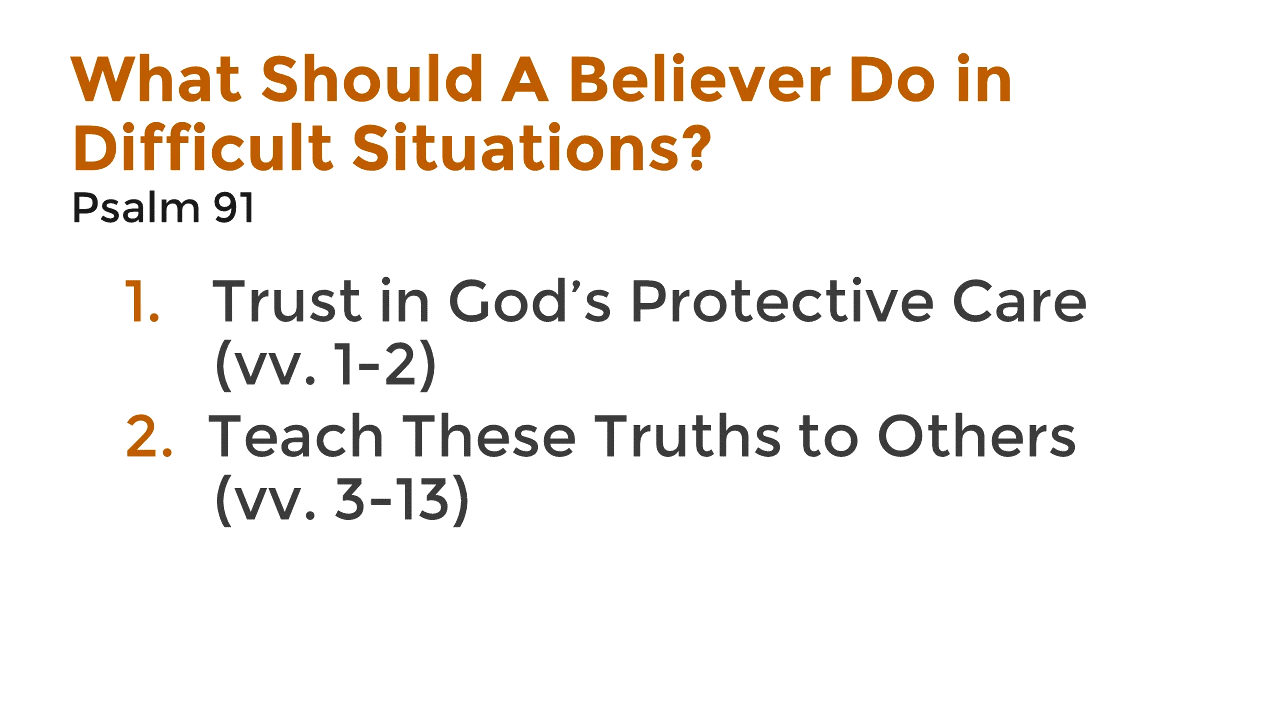 What Should A Believer Do in
Difficult Situations?
Psalm 91
1. Trust in God’s Protective Care
(vv. 1-2)
2. Teach These Truths to Others
(vv. 3-13)